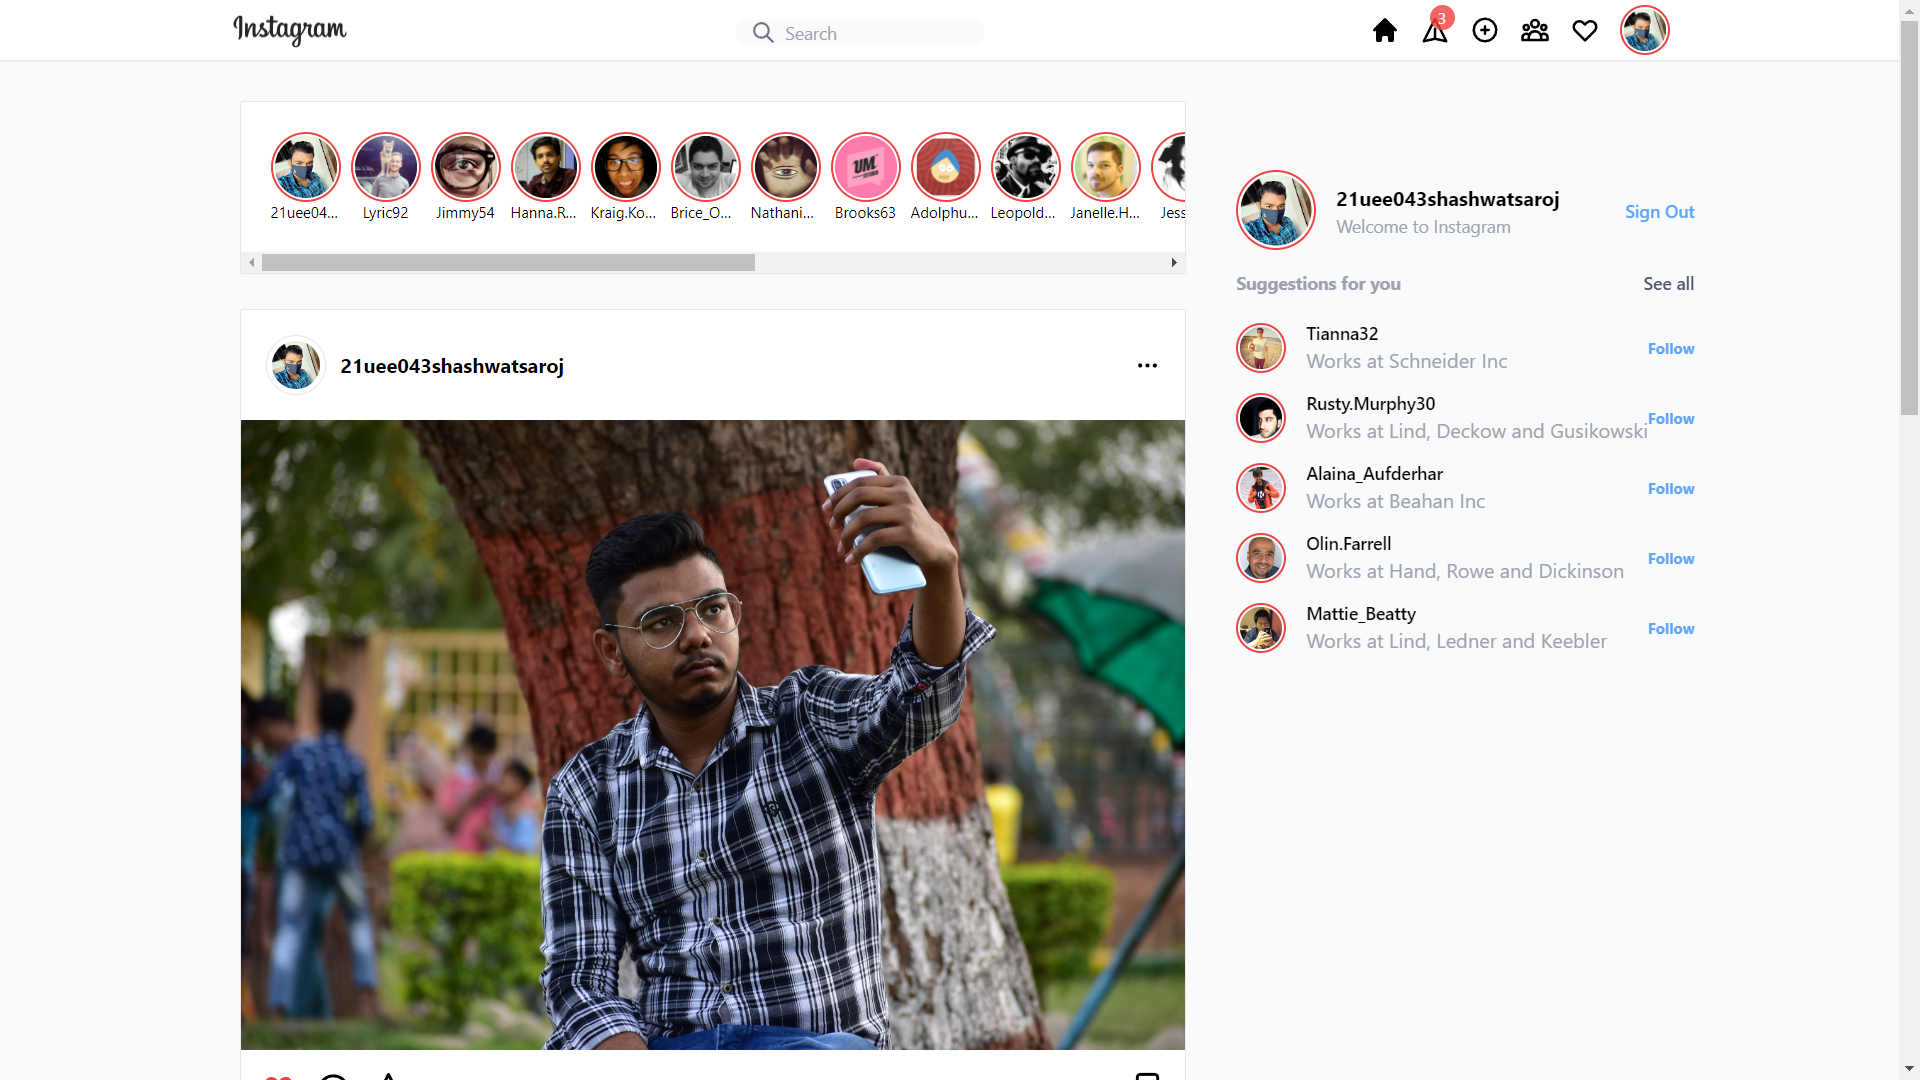 Instagram
Search
3
21uee04...
Lyric92
Jimmy54
Hanna.R...
Kraig.Ko...
Brice_O...
Nathani...
UM
Brooks63
Adolphu...
Leopold...
Janelle.H...
Jess
21uee043shashwatsaroj
Welcome to Instagram
Sign Out
Suggestions for you
See all
Tianna32
Works at Schneider Inc
Follow
Rusty.Murphy30
Works at Lind, Deckow and Gusikowski
Follow
Alaina_Aufderhar
Works at Beahan Inc
Follow
Olin.Farrell
Works at Hand, Rowe and Dickinson
Follow
Mattie_Beatty
Works at Lind, Ledner and Keebler
Follow
21uee043shashwatsaroj